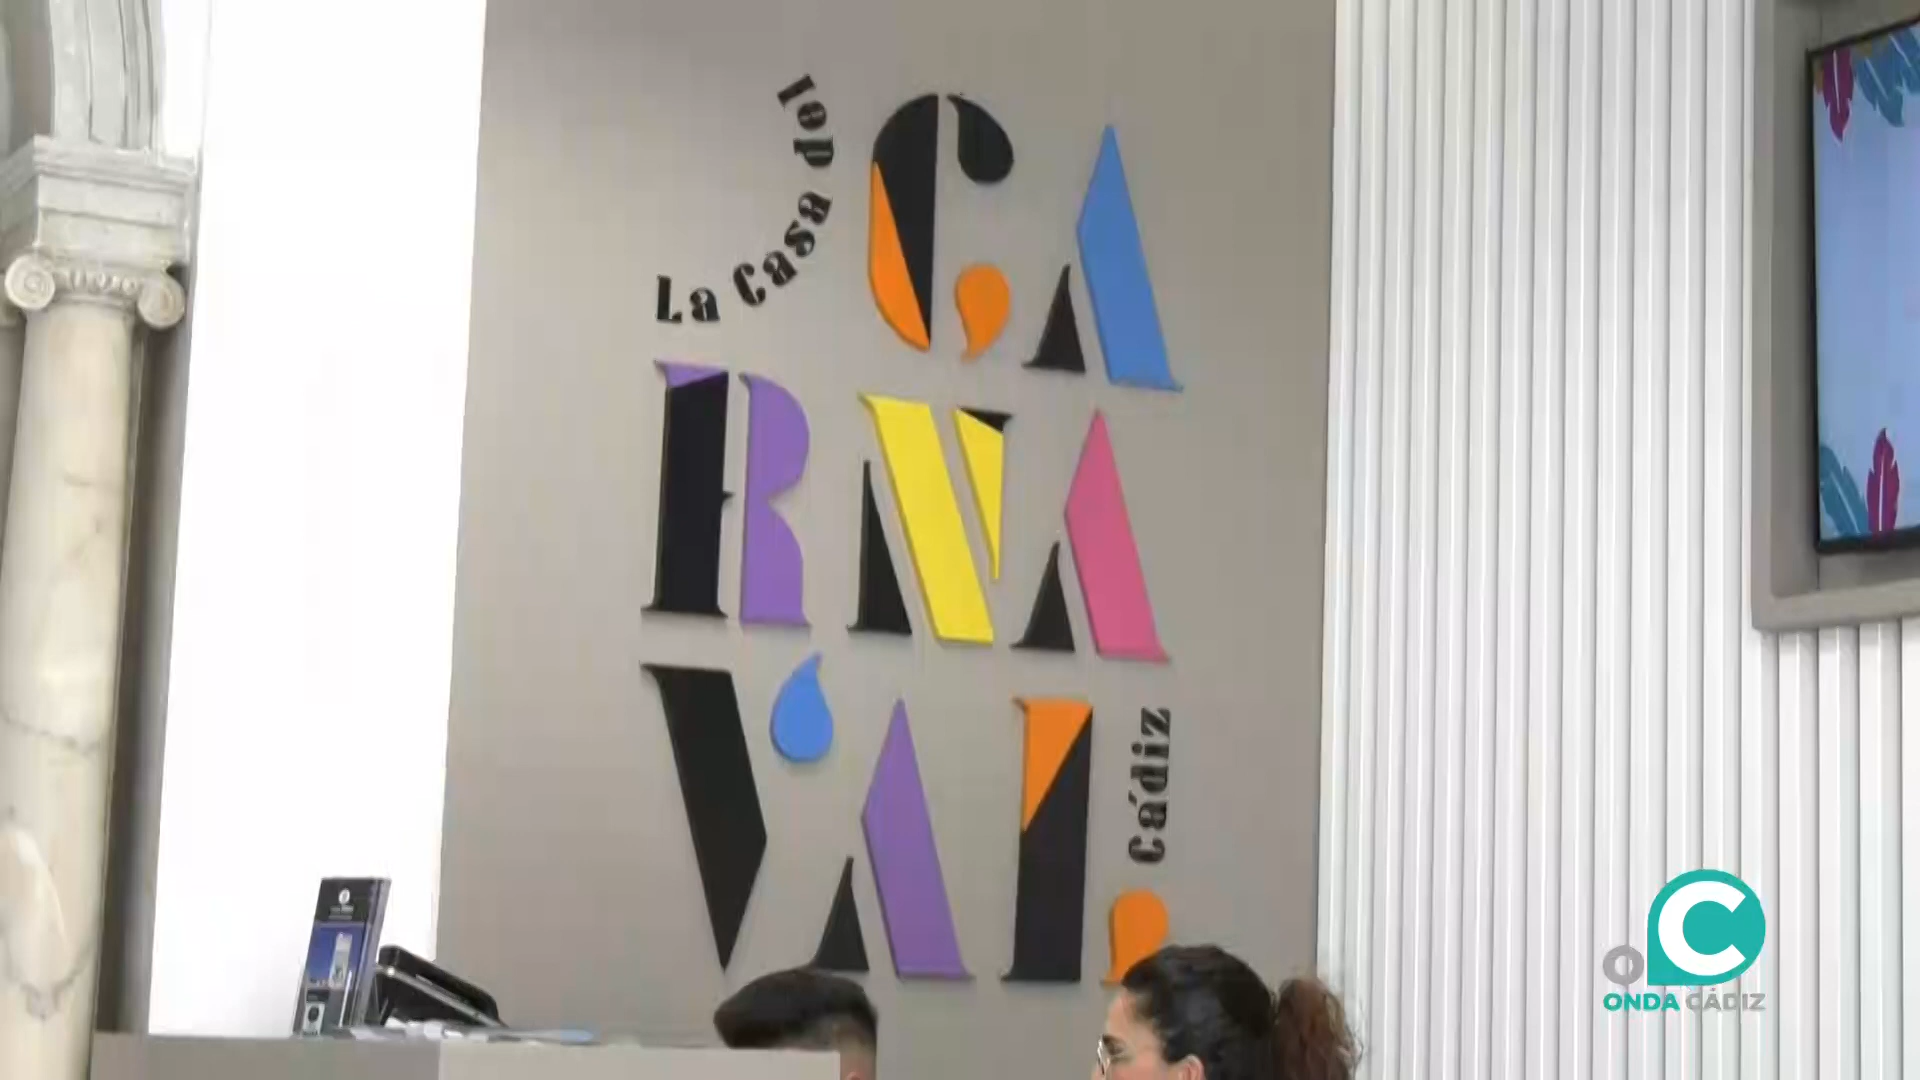 La Casa del
CA
RNA
VAL
Cádiz
ONDA CÁDIZ